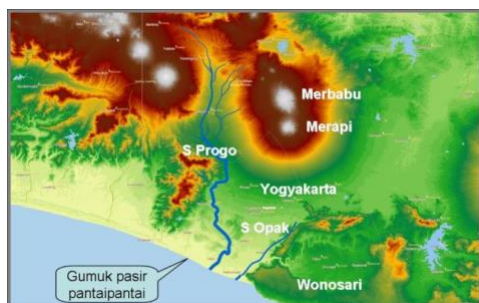 Merbabu
Merapi
S Progo
Yogyakarta
S Opak
Gumuk pasir
pantaipantai
Wonosari